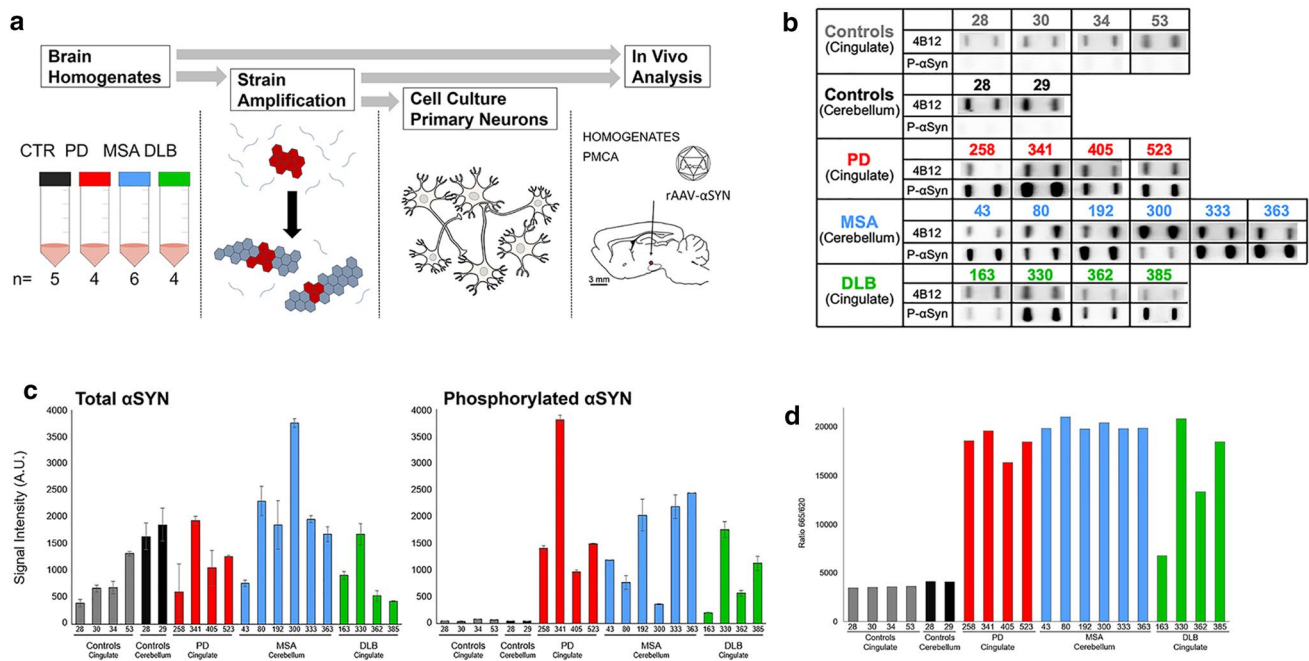 a
Brain
Homogenates
Strain
Amplification
Cell Culture
Primary Neurons
In Vivo
Analysis
CTR PD MSA DLB
n= 5 4 6 4
HOMOGENATES
PMCA
rAAV-αSYN
3 mm
b
Controls
(Cingulate)
28 30 34 53
4B12
P-αSyn
Controls
(Cerebellum)
28 29
4B12
P-αSyn
PD
(Cingulate)
258 341 405 523
4B12
P-αSyn
MSA
(Cerebellum)
43 80 192 300 333 363
4B12
P-αSyn
DLB
(Cingulate)
163 330 362 385
4B12
P-αSyn
c
Total αSYN
Signal Intensity (A.U.)
4000
3500
3000
2500
2000
1500
1000
500
0
28 30 34 53 28 29 258 341 405 523 43 80 192 300 333 363 163 330 362 385
Controls Controls PD MSA DLB
Cingulate Cerebellum Cingulate Cerebellum Cingulate
Phosphorylated αSYN
4000
3500
3000
2500
2000
1500
1000
500
0
28 30 34 53 28 29 258 341 405 523 43 80 192 300 333 363 163 330 362 385
Controls Controls PD MSA DLB
Cingulate Cerebellum Cingulate Cerebellum Cingulate
d
Ratio 665/620
20000
15000
10000
5000
0
28 30 34 53 28 29 258 341 405 523 43 80 192 300 333 363 163 330 362 385
Controls Controls PD MSA DLB
Cingulate Cerebellum Cingulate Cerebellum Cingulate